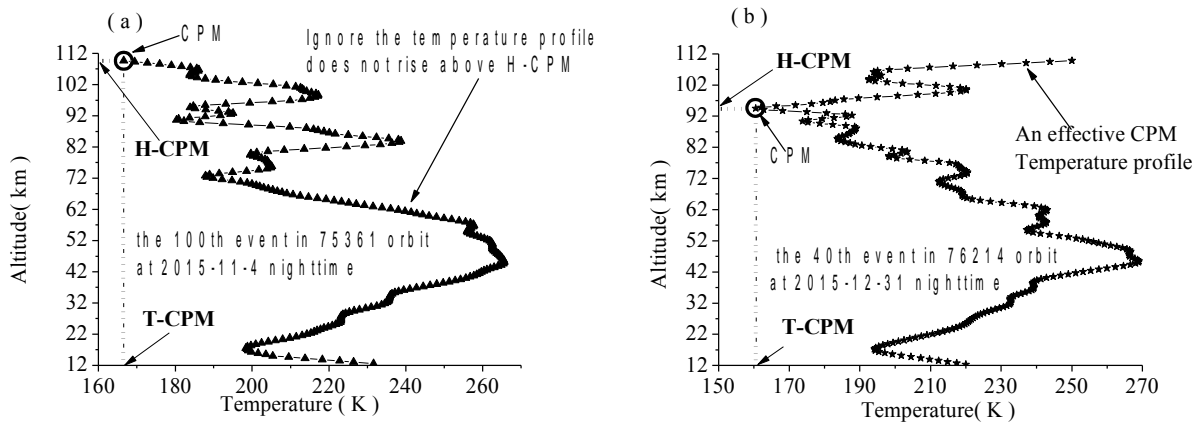 ( a )
CPM
Ignore the temperature profile
does not rise above H-CPM
112
102
92
82
72
62
52
42
32
22
12
H-CPM
the 100th event in 75361 orbit
at 2015-11-4 nighttime
T-CPM
Altitude( km )
160 180 200 220 240 260
Temperature ( K )
( b )
112
102
92
82
72
62
52
42
32
22
12
H-CPM
CPM
An effective CPM
Temperature profile
the 40th event in 76214 orbit
at 2015-12-31 nighttime
T-CPM
Altitude( km )
150 170 190 210 230 250 270
Temperature( K )